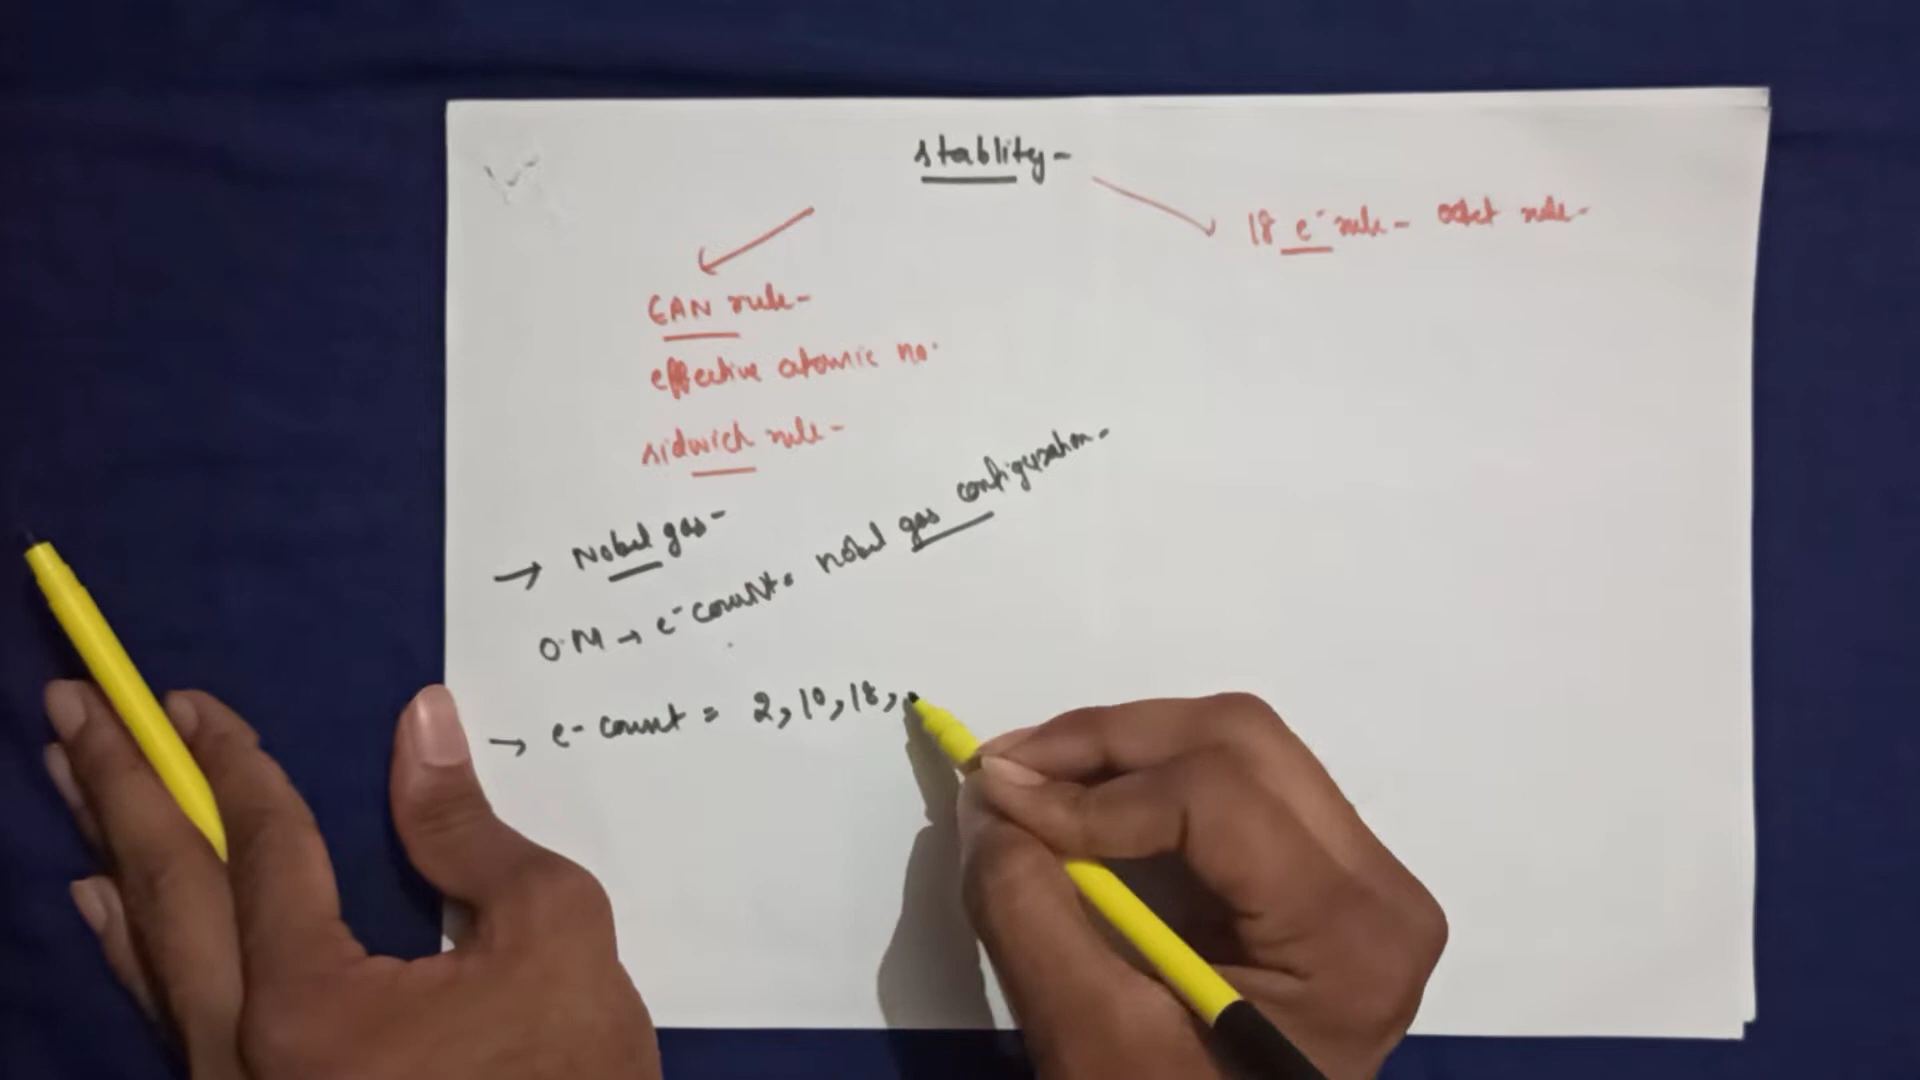 stablity-
18 e⁻ rule - octet rule-
EAN rule-
effective atomic no.
sidwich rule-
→ Nobel gas-
O.M → e⁻ count = nobel gas configuration-
→ e- count = 2, 10, 18,